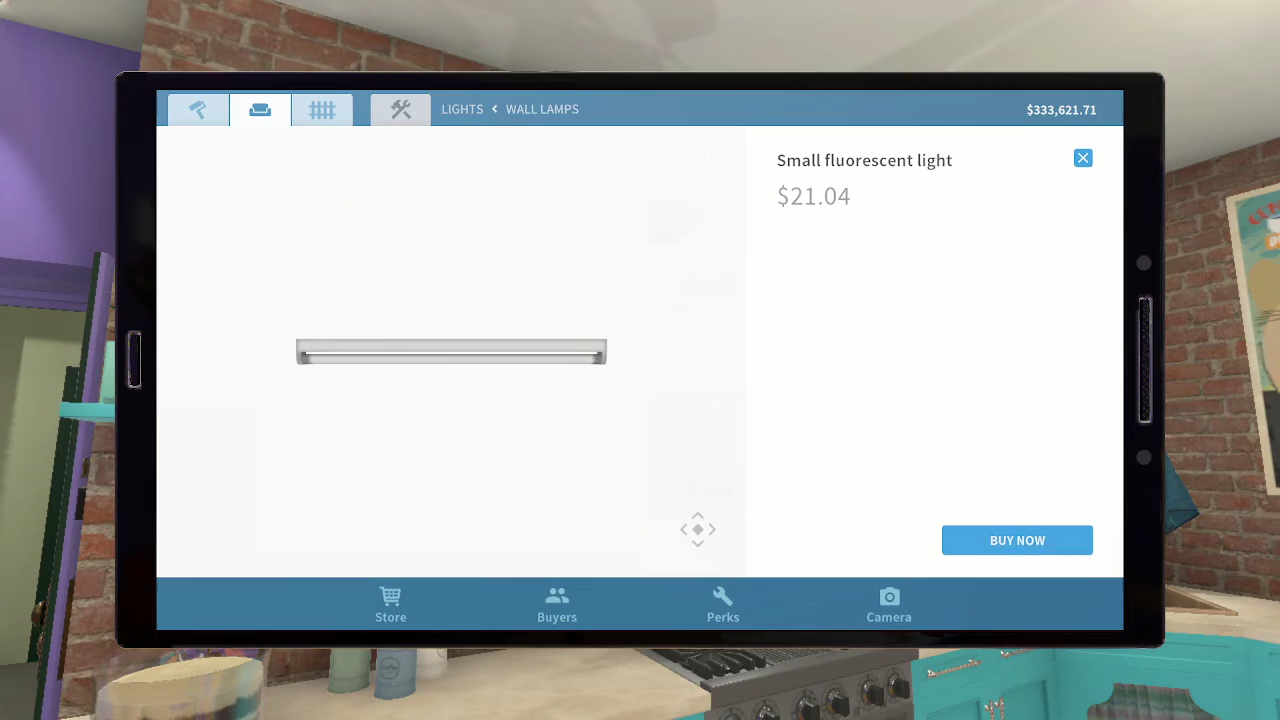 LIGHTS < WALL LAMPS
$333,621.71
Small fluorescent light
$21.04
BUY NOW
Store
Buyers
Perks
Camera